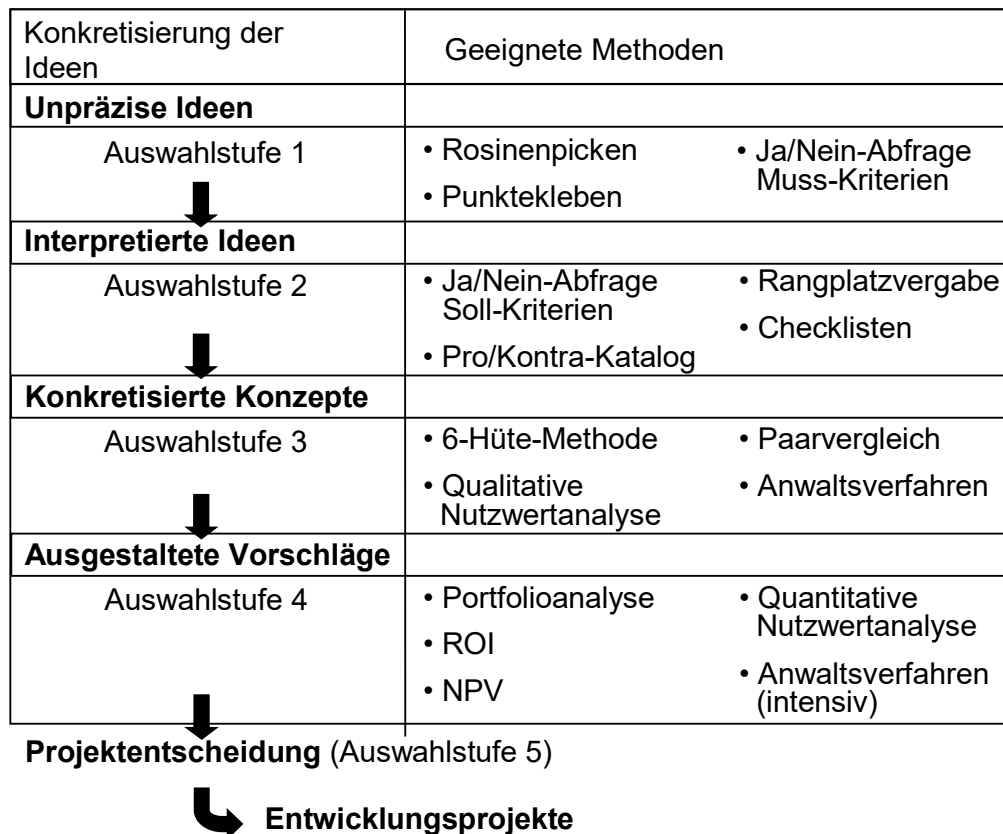 Konkretisierung der
Ideen
Geeignete Methoden
Unpräzise Ideen
Auswahlstufe 1
• Rosinenpicken
• Punktekleben
• Ja/Nein-Abfrage
Muss-Kriterien
Interpretierte Ideen
Auswahlstufe 2
• Ja/Nein-Abfrage
Soll-Kriterien
• Pro/Kontra-Katalog
• Rangplatzvergabe
• Checklisten
Konkretisierte Konzepte
Auswahlstufe 3
• 6-Hüte-Methode
• Qualitative
Nutzwertanalyse
• Paarvergleich
• Anwaltsverfahren
Ausgestaltete Vorschläge
Auswahlstufe 4
• Portfolioanalyse
• ROI
• NPV
• Quantitative
Nutzwertanalyse
• Anwaltsverfahren
(intensiv)
Projektentscheidung (Auswahlstufe 5)
Entwicklungsprojekte